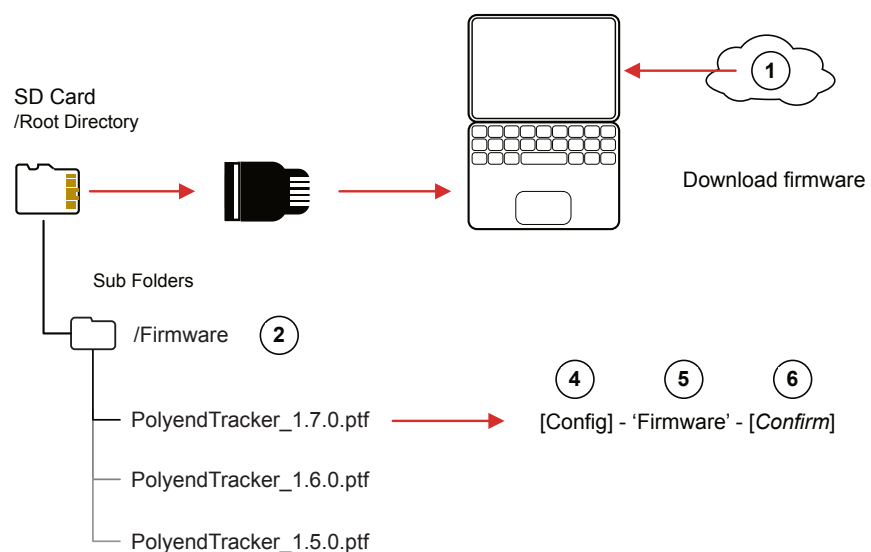 1
SD Card
/Root Directory
Download firmware
Sub Folders
/Firmware 2
4 5 6
PolyendTracker_1.7.0.ptf [Config] - ‘Firmware’ - [Confirm]
PolyendTracker_1.6.0.ptf
PolyendTracker_1.5.0.ptf